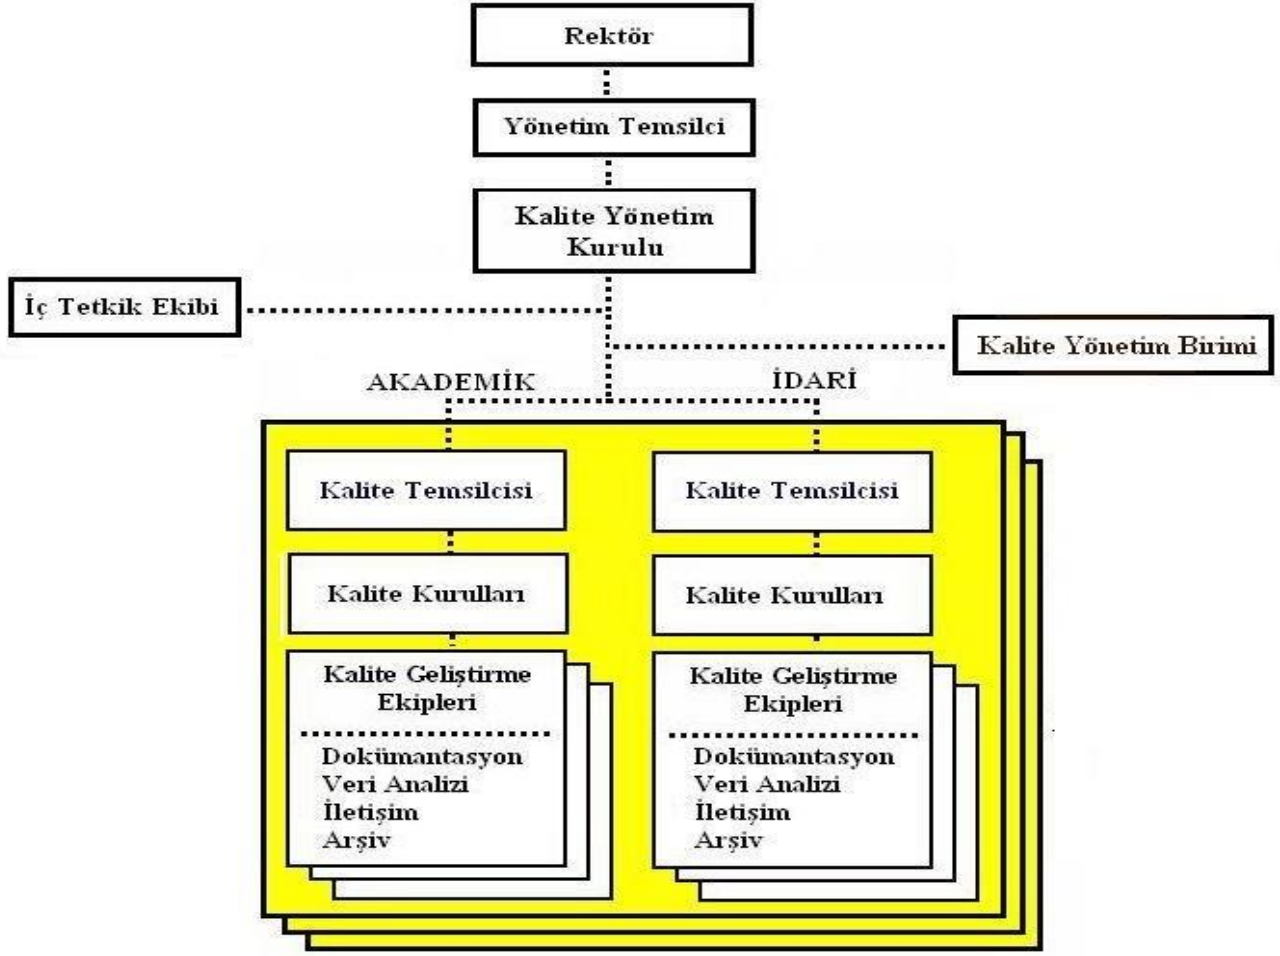 Rektör
Yönetim Temsilci
Kalite Yönetim
Kurulu
İç Tetkik Ekibi
Kalite Yönetim Birimi
AKADEMİK
İDARİ
Kalite Temsilcisi
Kalite Temsilcisi
Kalite Kurulları
Kalite Kurulları
Kalite Geliştirme
Ekipleri
Dokümantasyon
Veri Analizi
İletişim
Arşiv
Kalite Geliştirme
Ekipleri
Dokümantasyon
Veri Analizi
İletişim
Arşiv